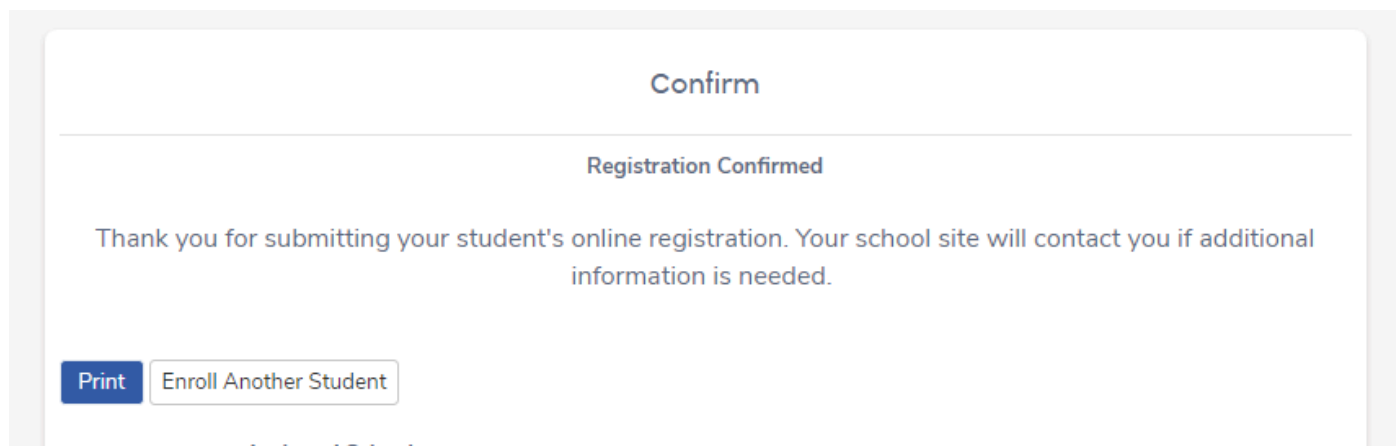 Confirm
Registration Confirmed
Thank you for submitting your student's online registration. Your school site will contact you if additional
information is needed.
Print Enroll Another Student